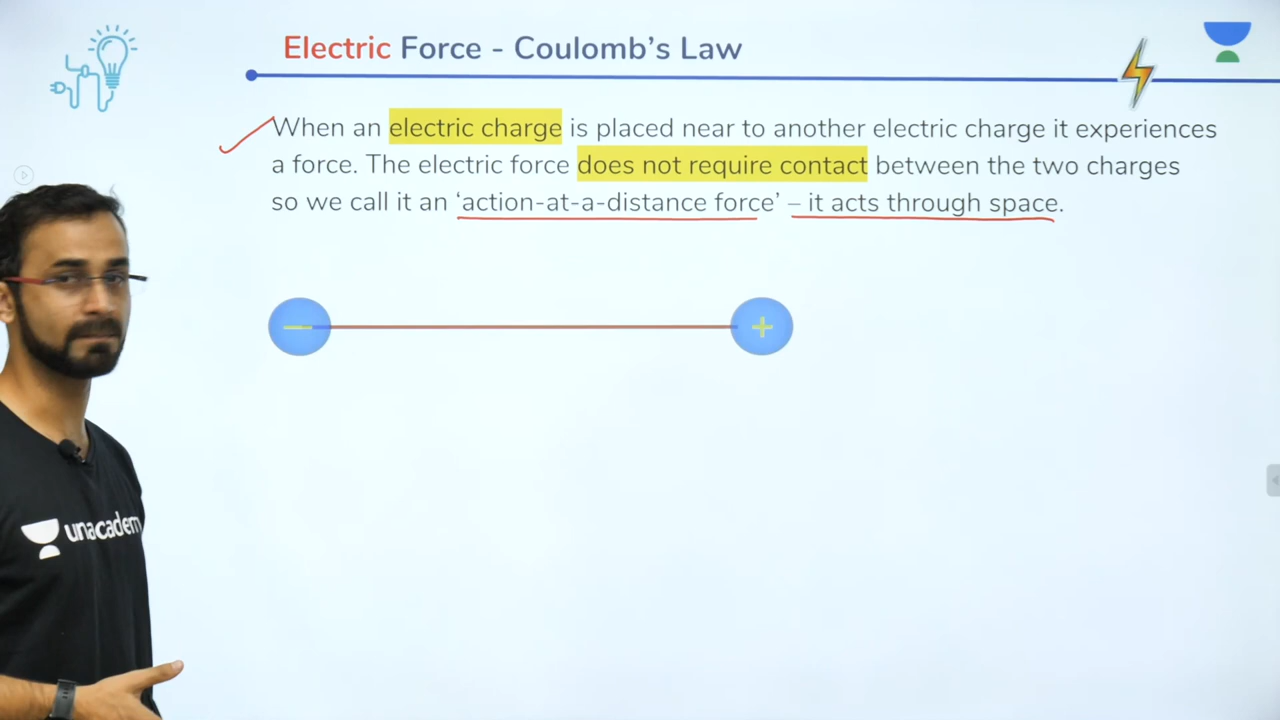 Electric Force - Coulomb's Law
When an electric charge is placed near to another electric charge it experiences
a force. The electric force does not require contact between the two charges
so we call it an ‘action-at-a-distance force’ – it acts through space.
− +
unacadem